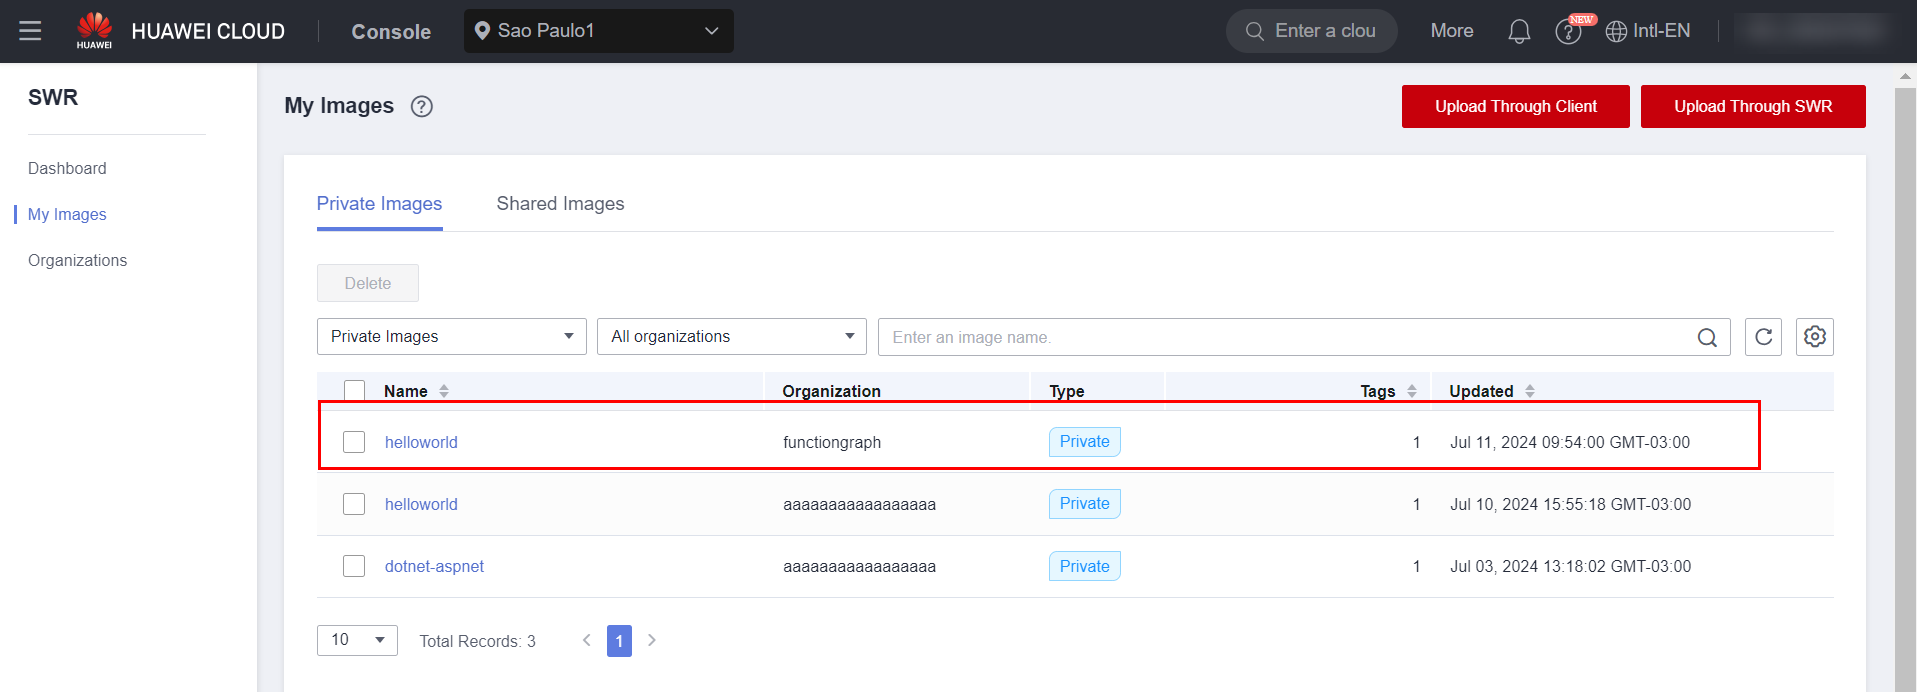 HUAWEI
HUAWEI CLOUD
Console
Sao Paulo1
Enter a clou
More
NEW
Intl-EN
SWR
Dashboard
My Images
Organizations
My Images
Upload Through Client
Upload Through SWR
Private Images
Shared Images
Delete
Private Images
All organizations
Enter an image name.
Name Organization Type Tags Updated
helloworld functiongraph Private 1 Jul 11, 2024 09:54:00 GMT-03:00
helloworld aaaaaaaaaaaaaaaaa Private 1 Jul 10, 2024 15:55:18 GMT-03:00
dotnet-aspnet aaaaaaaaaaaaaaaaa Private 1 Jul 03, 2024 13:18:02 GMT-03:00
10 Total Records: 3 1